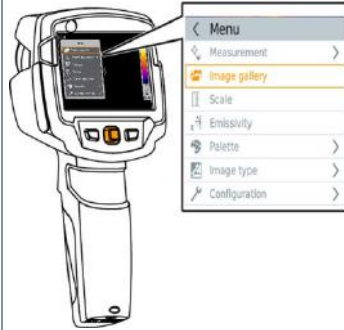 Menu
Measurement
Image gallery
Scale
Emissivity
Palette
Image type
Configuration